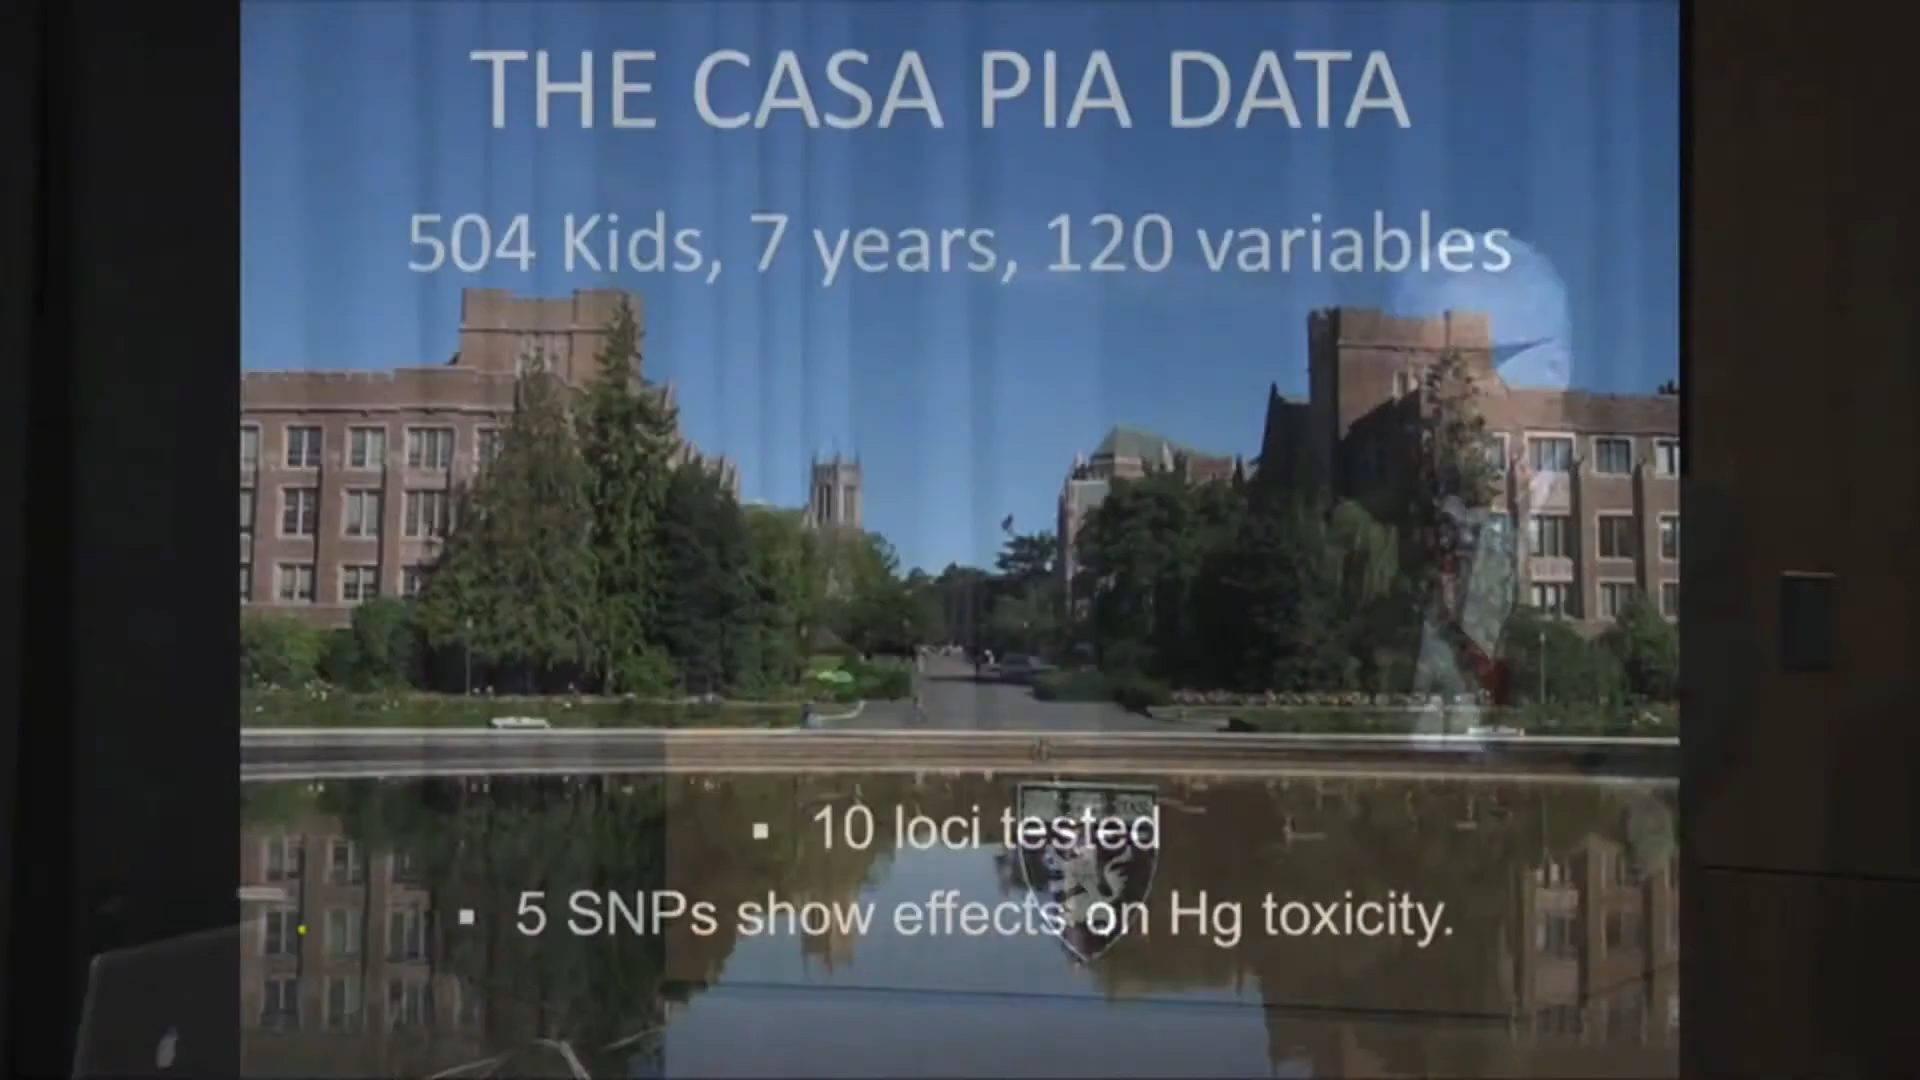 THE CASA PIA DATA
504 Kids, 7 years, 120 variables
▪ 10 loci tested
▪ 5 SNPs show effects on Hg toxicity.